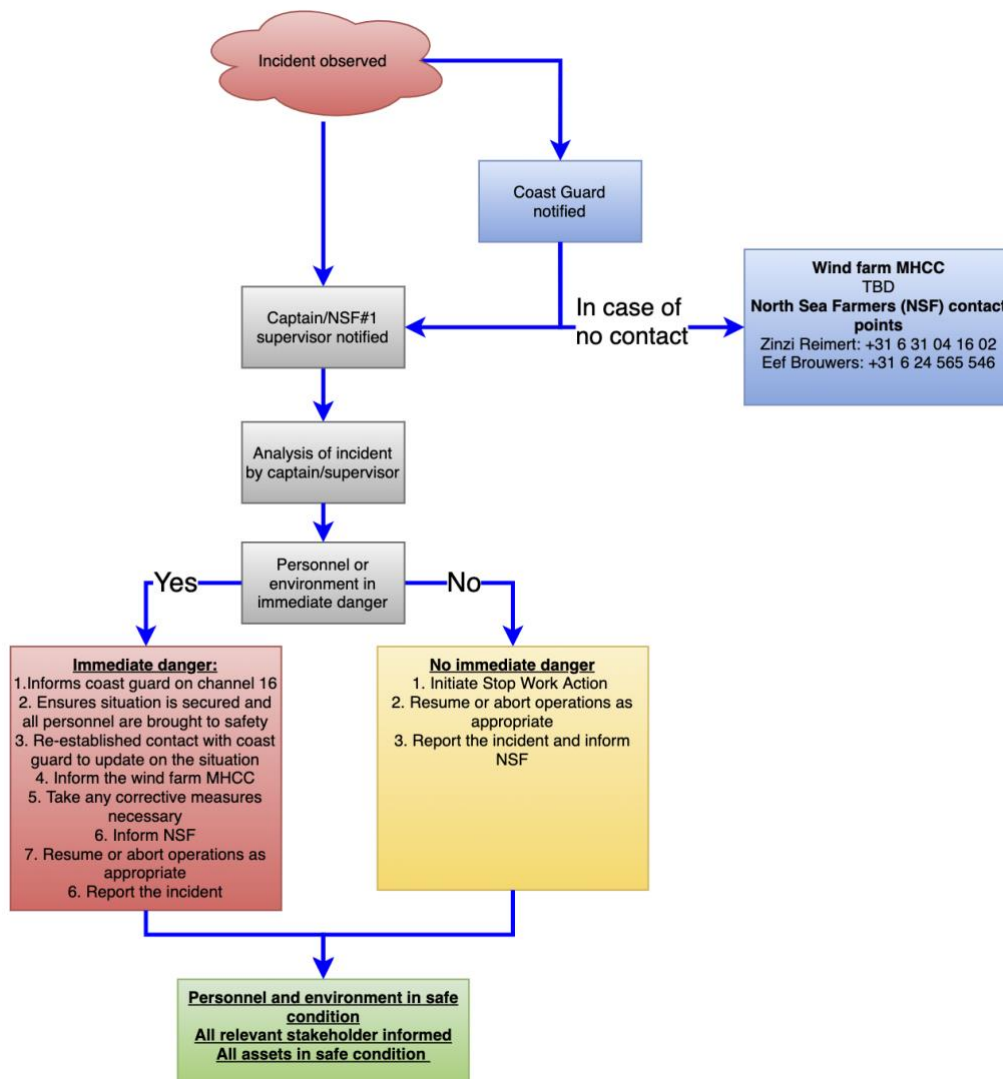 Incident observed
Coast Guard
notified
Wind farm MHCC
TBD
North Sea Farmers (NSF) contact
points
Zinzi Reimert: +31 6 31 04 16 02
Eef Brouwers: +31 6 24 565 546
Captain/NSF#1
supervisor notified
In case of
no contact
Analysis of incident
by captain/supervisor
Personnel or
environment in
immediate danger
Yes
No
Immediate danger:
1.Informs coast guard on channel 16
2. Ensures situation is secured and
all personnel are brought to safety
3. Re-established contact with coast
guard to update on the situation
4. Inform the wind farm MHCC
5. Take any corrective measures
necessary
6. Inform NSF
7. Resume or abort operations as
appropriate
6. Report the incident
No immediate danger
1. Initiate Stop Work Action
2. Resume or abort operations as
appropriate
3. Report the incident and inform
NSF
Personnel and environment in safe
condition
All relevant stakeholder informed
All assets in safe condition